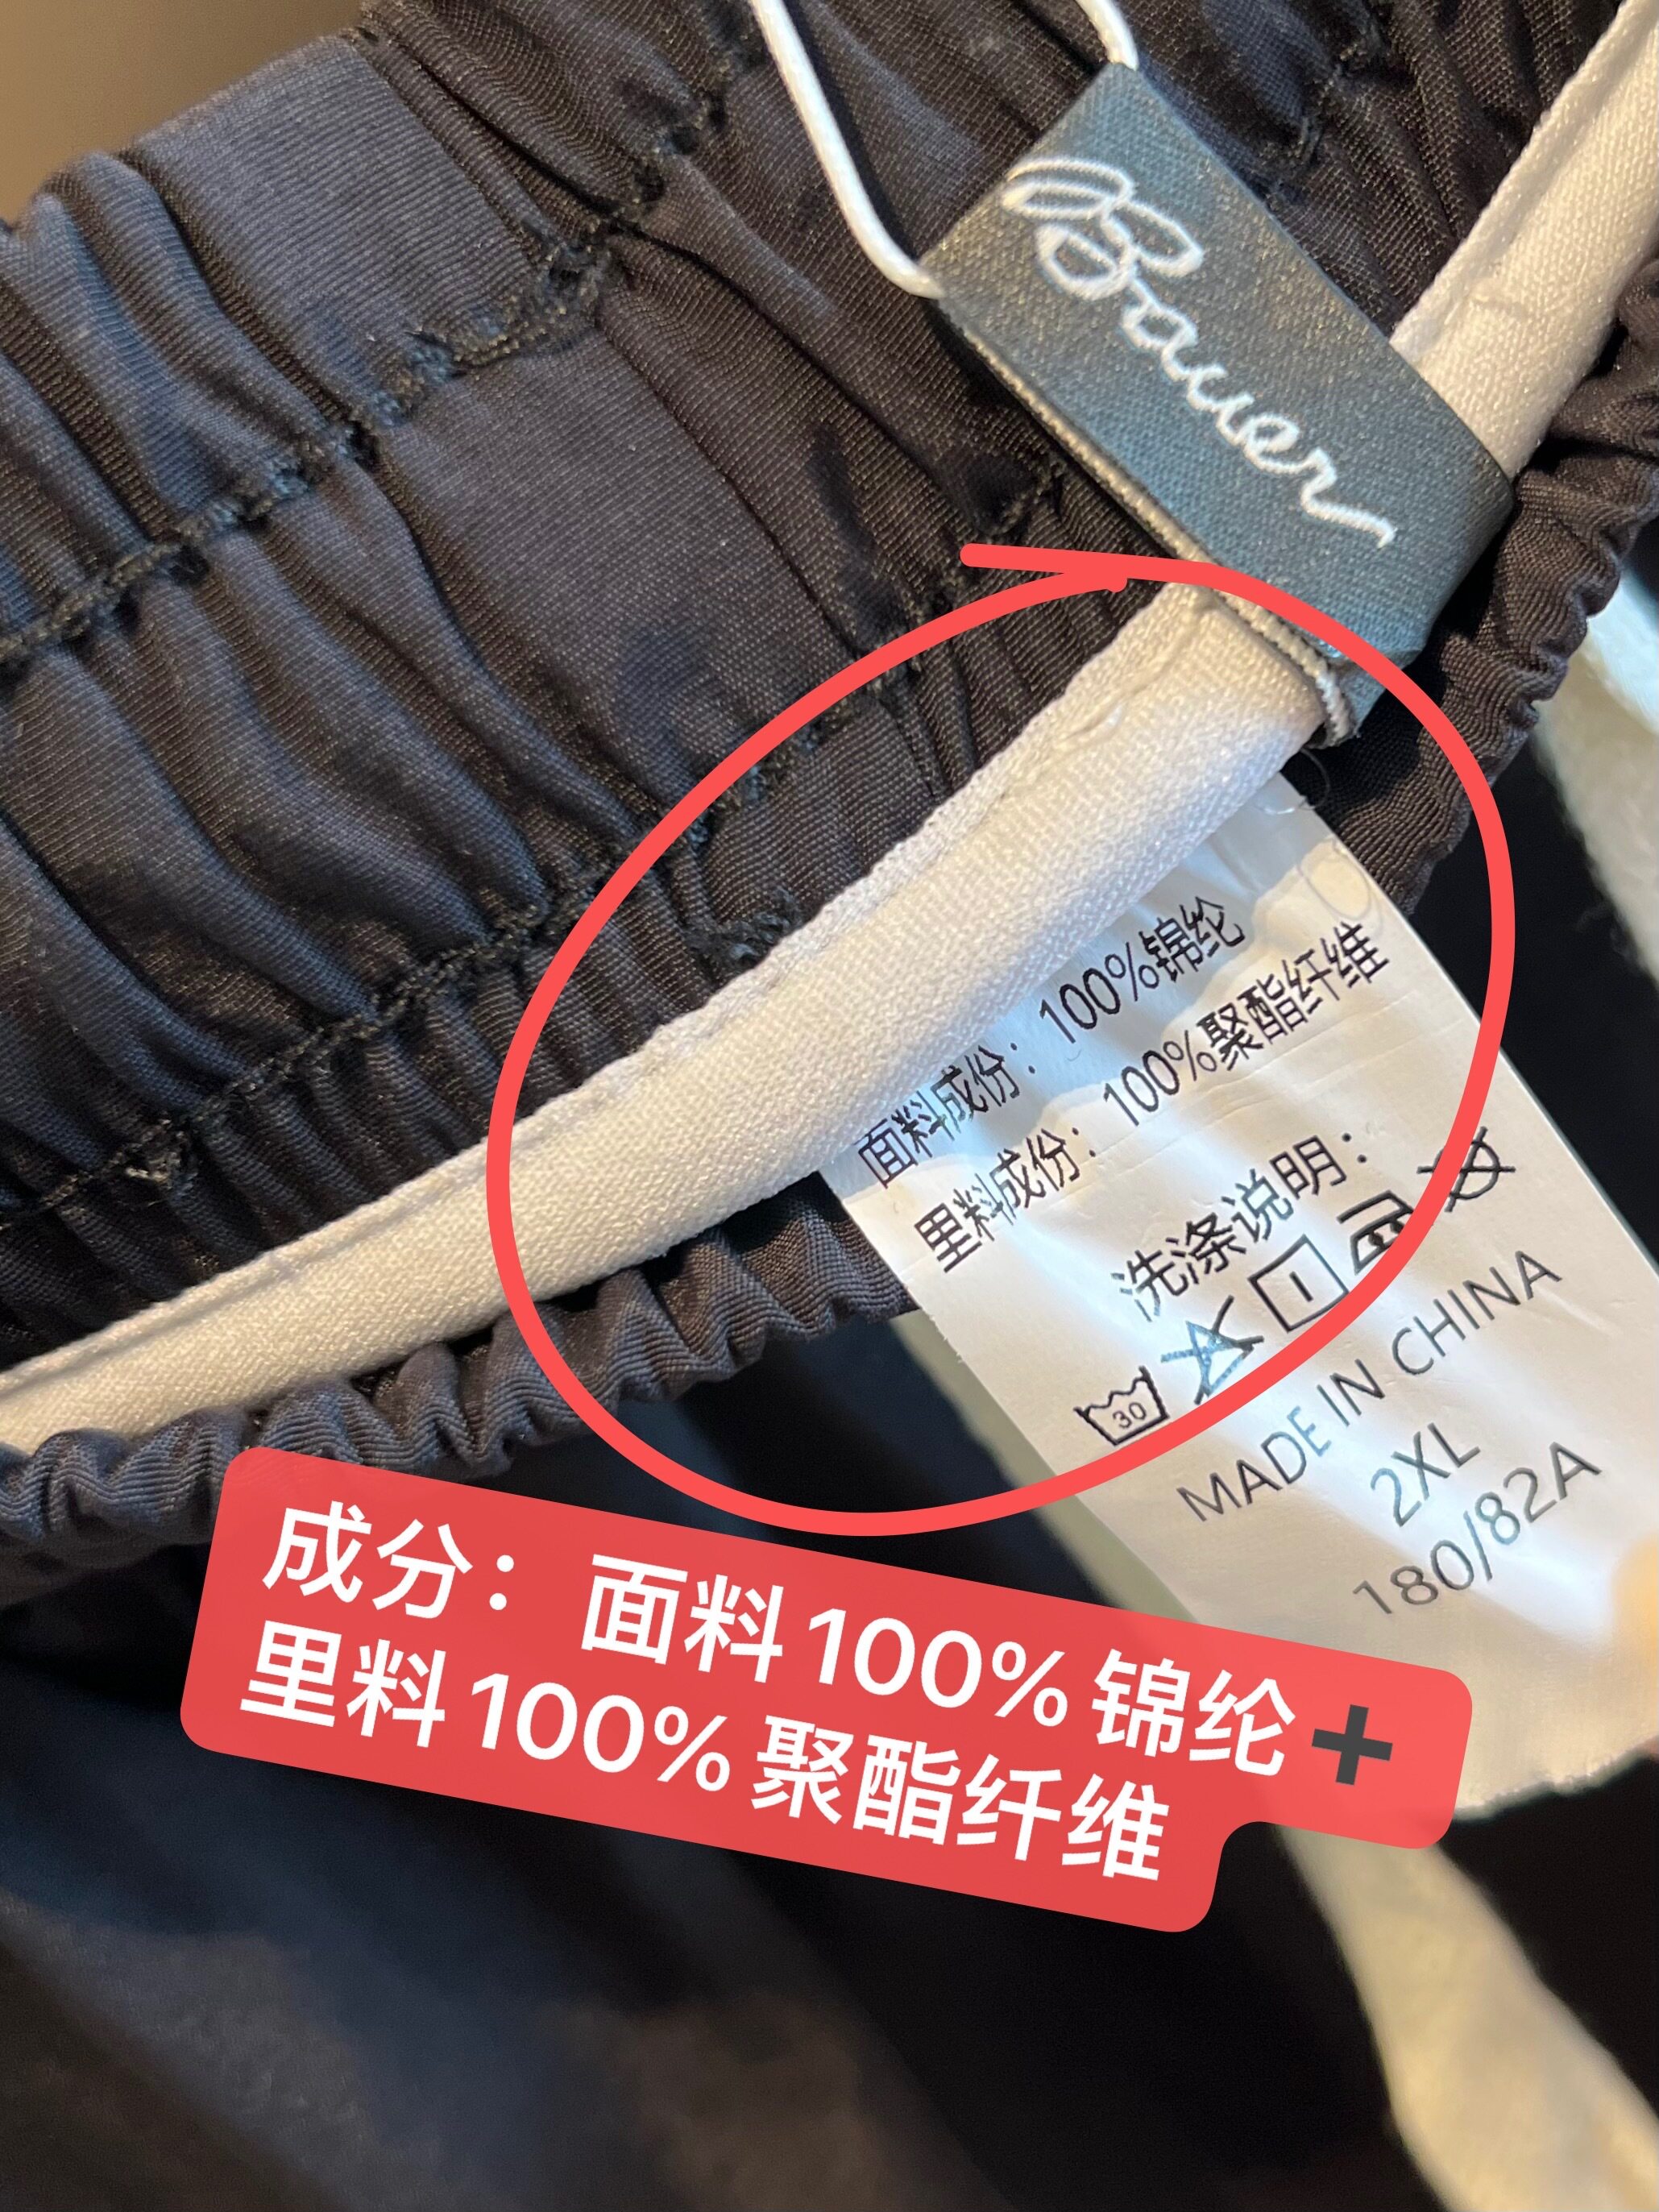 Bauer
面料成份：100%锦纶
里料成份：100%聚酯纤维
洗涤说明：
30
MADE IN CHINA
2XL
180/82A
成分：面料100%锦纶➕
里料100%聚酯纤维